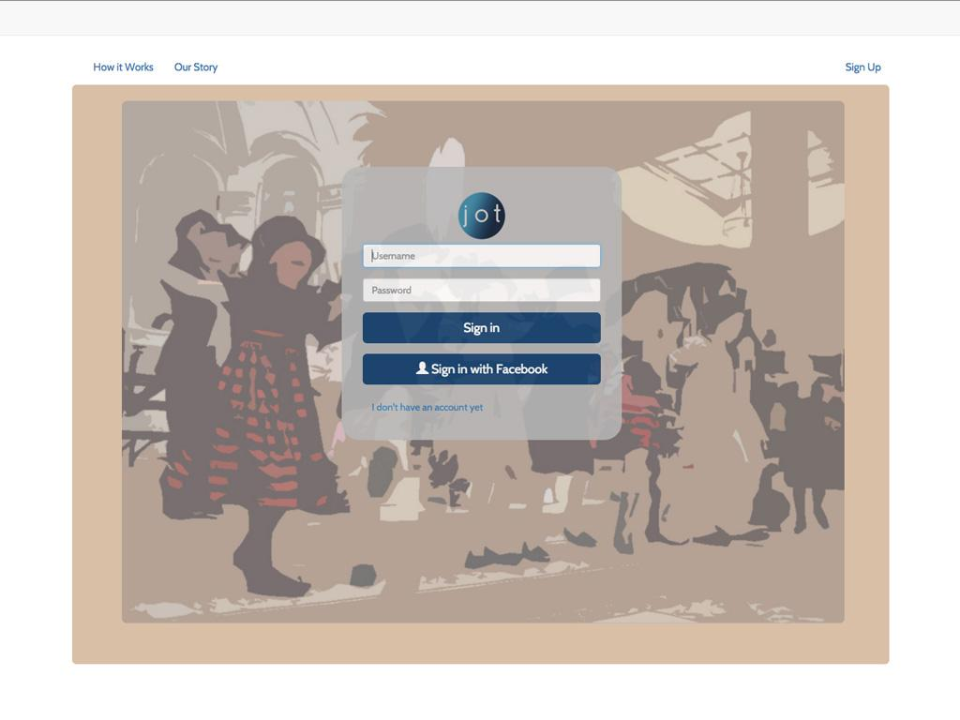 How it Works Our Story Sign Up
jot
Username
Password
Sign in
Sign in with Facebook
I don't have an account yet